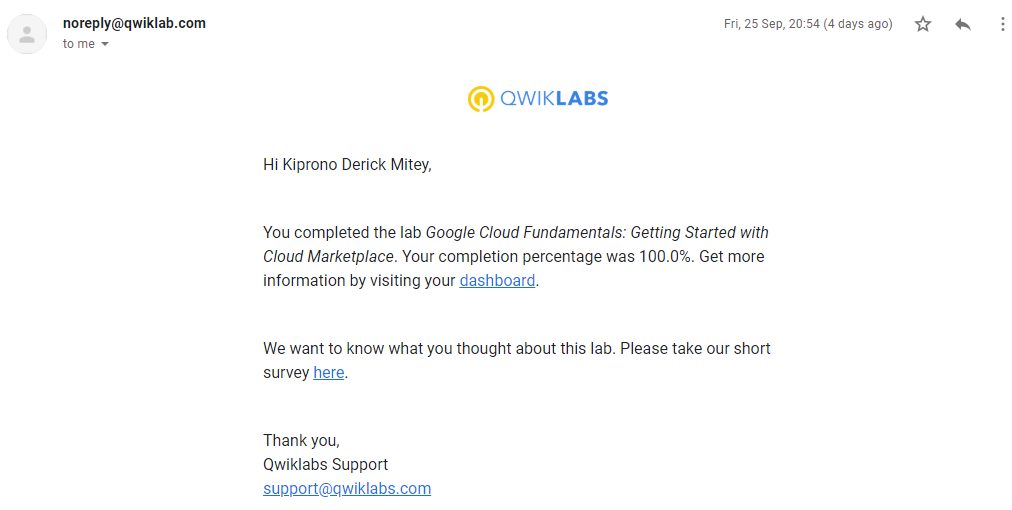 noreply@qwiklab.com
Fri, 25 Sep, 20:54 (4 days ago)
to me
QWIKLABS
Hi Kiprono Derick Mitey,
You completed the lab Google Cloud Fundamentals: Getting Started with
Cloud Marketplace. Your completion percentage was 100.0%. Get more
information by visiting your dashboard.
We want to know what you thought about this lab. Please take our short
survey here.
Thank you,
Qwiklabs Support
support@qwiklabs.com